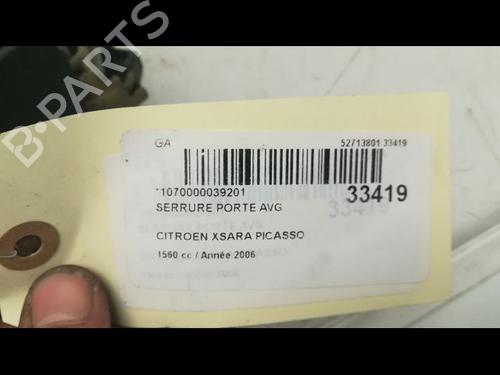 B-PARTS
GA
52713801 33419
*1070000039201
33419
SERRURE PORTE AVG
CITROEN XSARA PICASSO
1560 cc / Année 2006